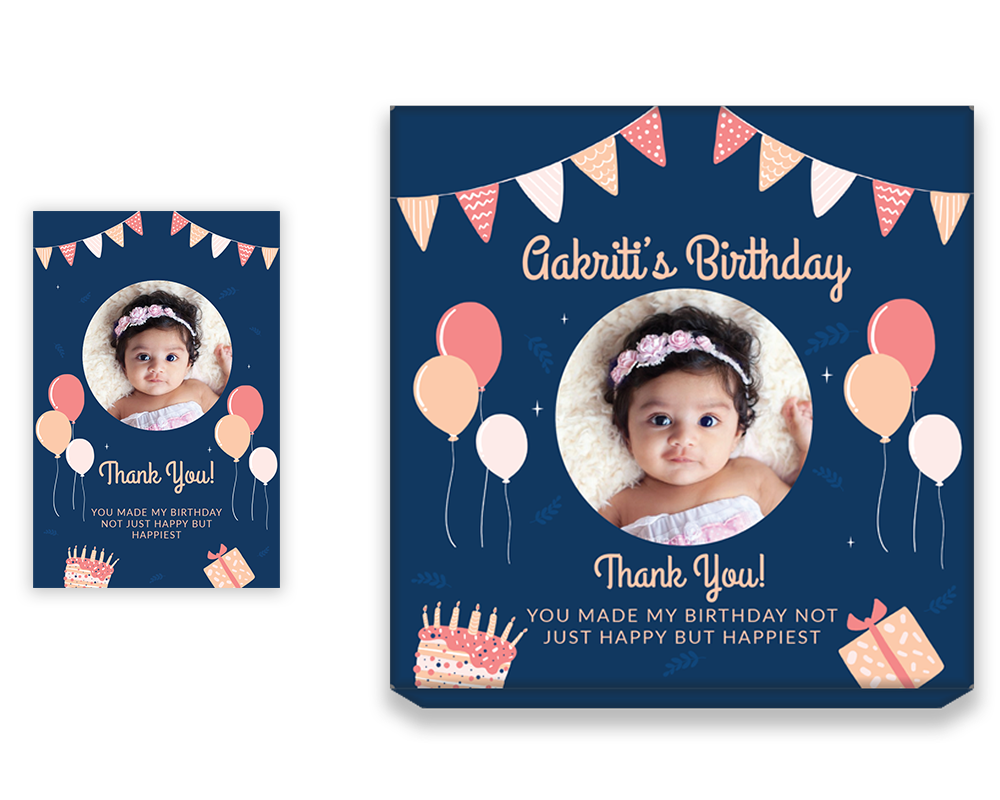 Thank You!
YOU MADE MY BIRTHDAY
NOT JUST HAPPY BUT
HAPPIEST
Aakriti's Birthday
Thank You!
YOU MADE MY BIRTHDAY NOT
JUST HAPPY BUT HAPPIEST